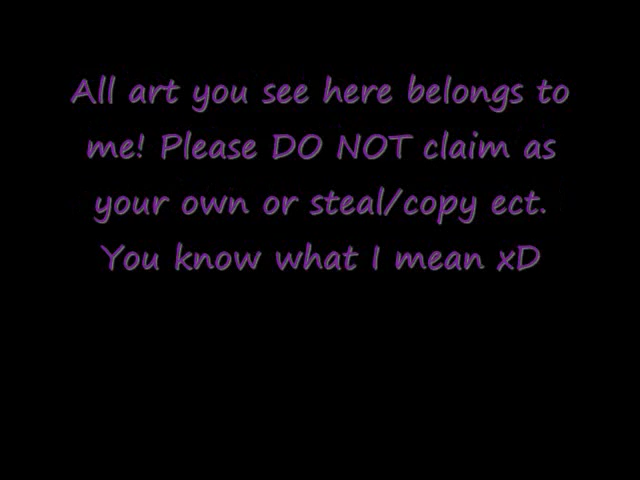 All art you see here belongs to
me! Please DO NOT claim as
your own or steal/copy ect.
You know what I mean xD